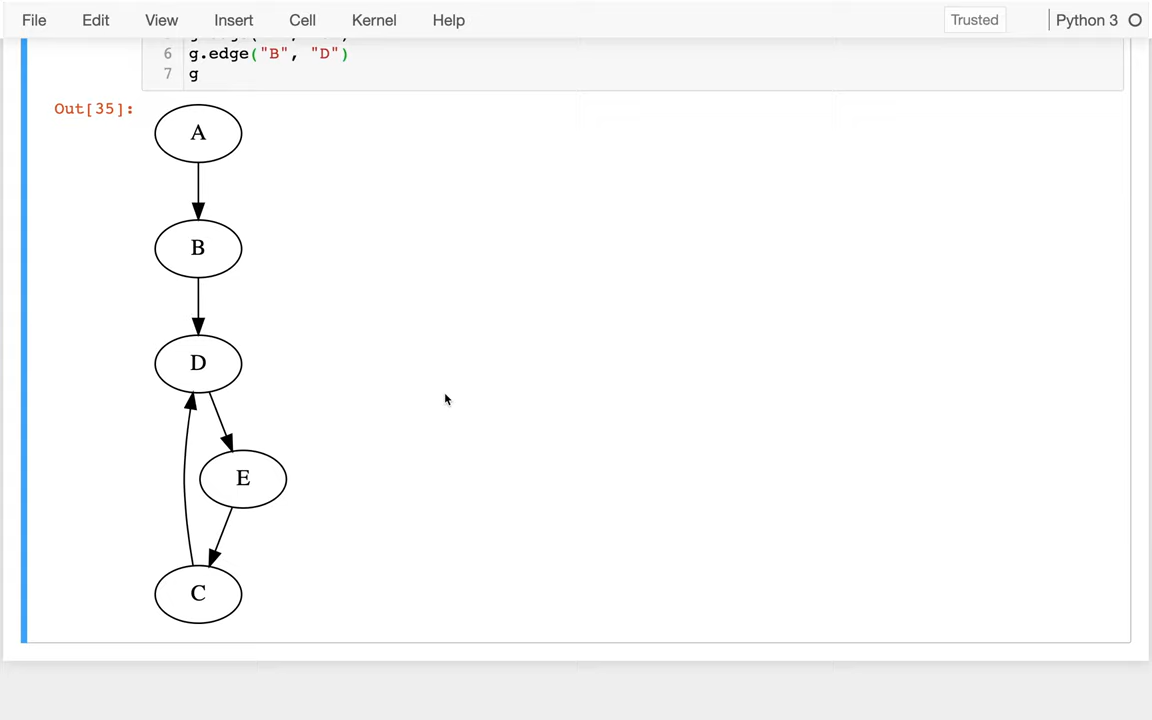 File Edit View Insert Cell Kernel Help Trusted Python 3
6 g.edge("B", "D")
7 g
Out[35]:
A
B
D
E
C